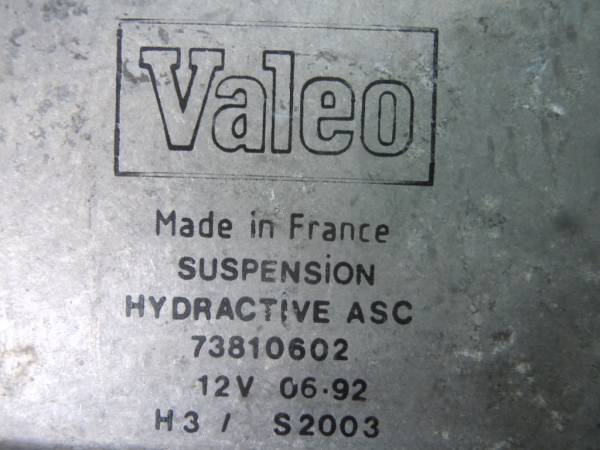 Valeo
Made in France
SUSPENSiON
HYDRACTIVE ASC
73810602
12V 06·92
H3 / S2003